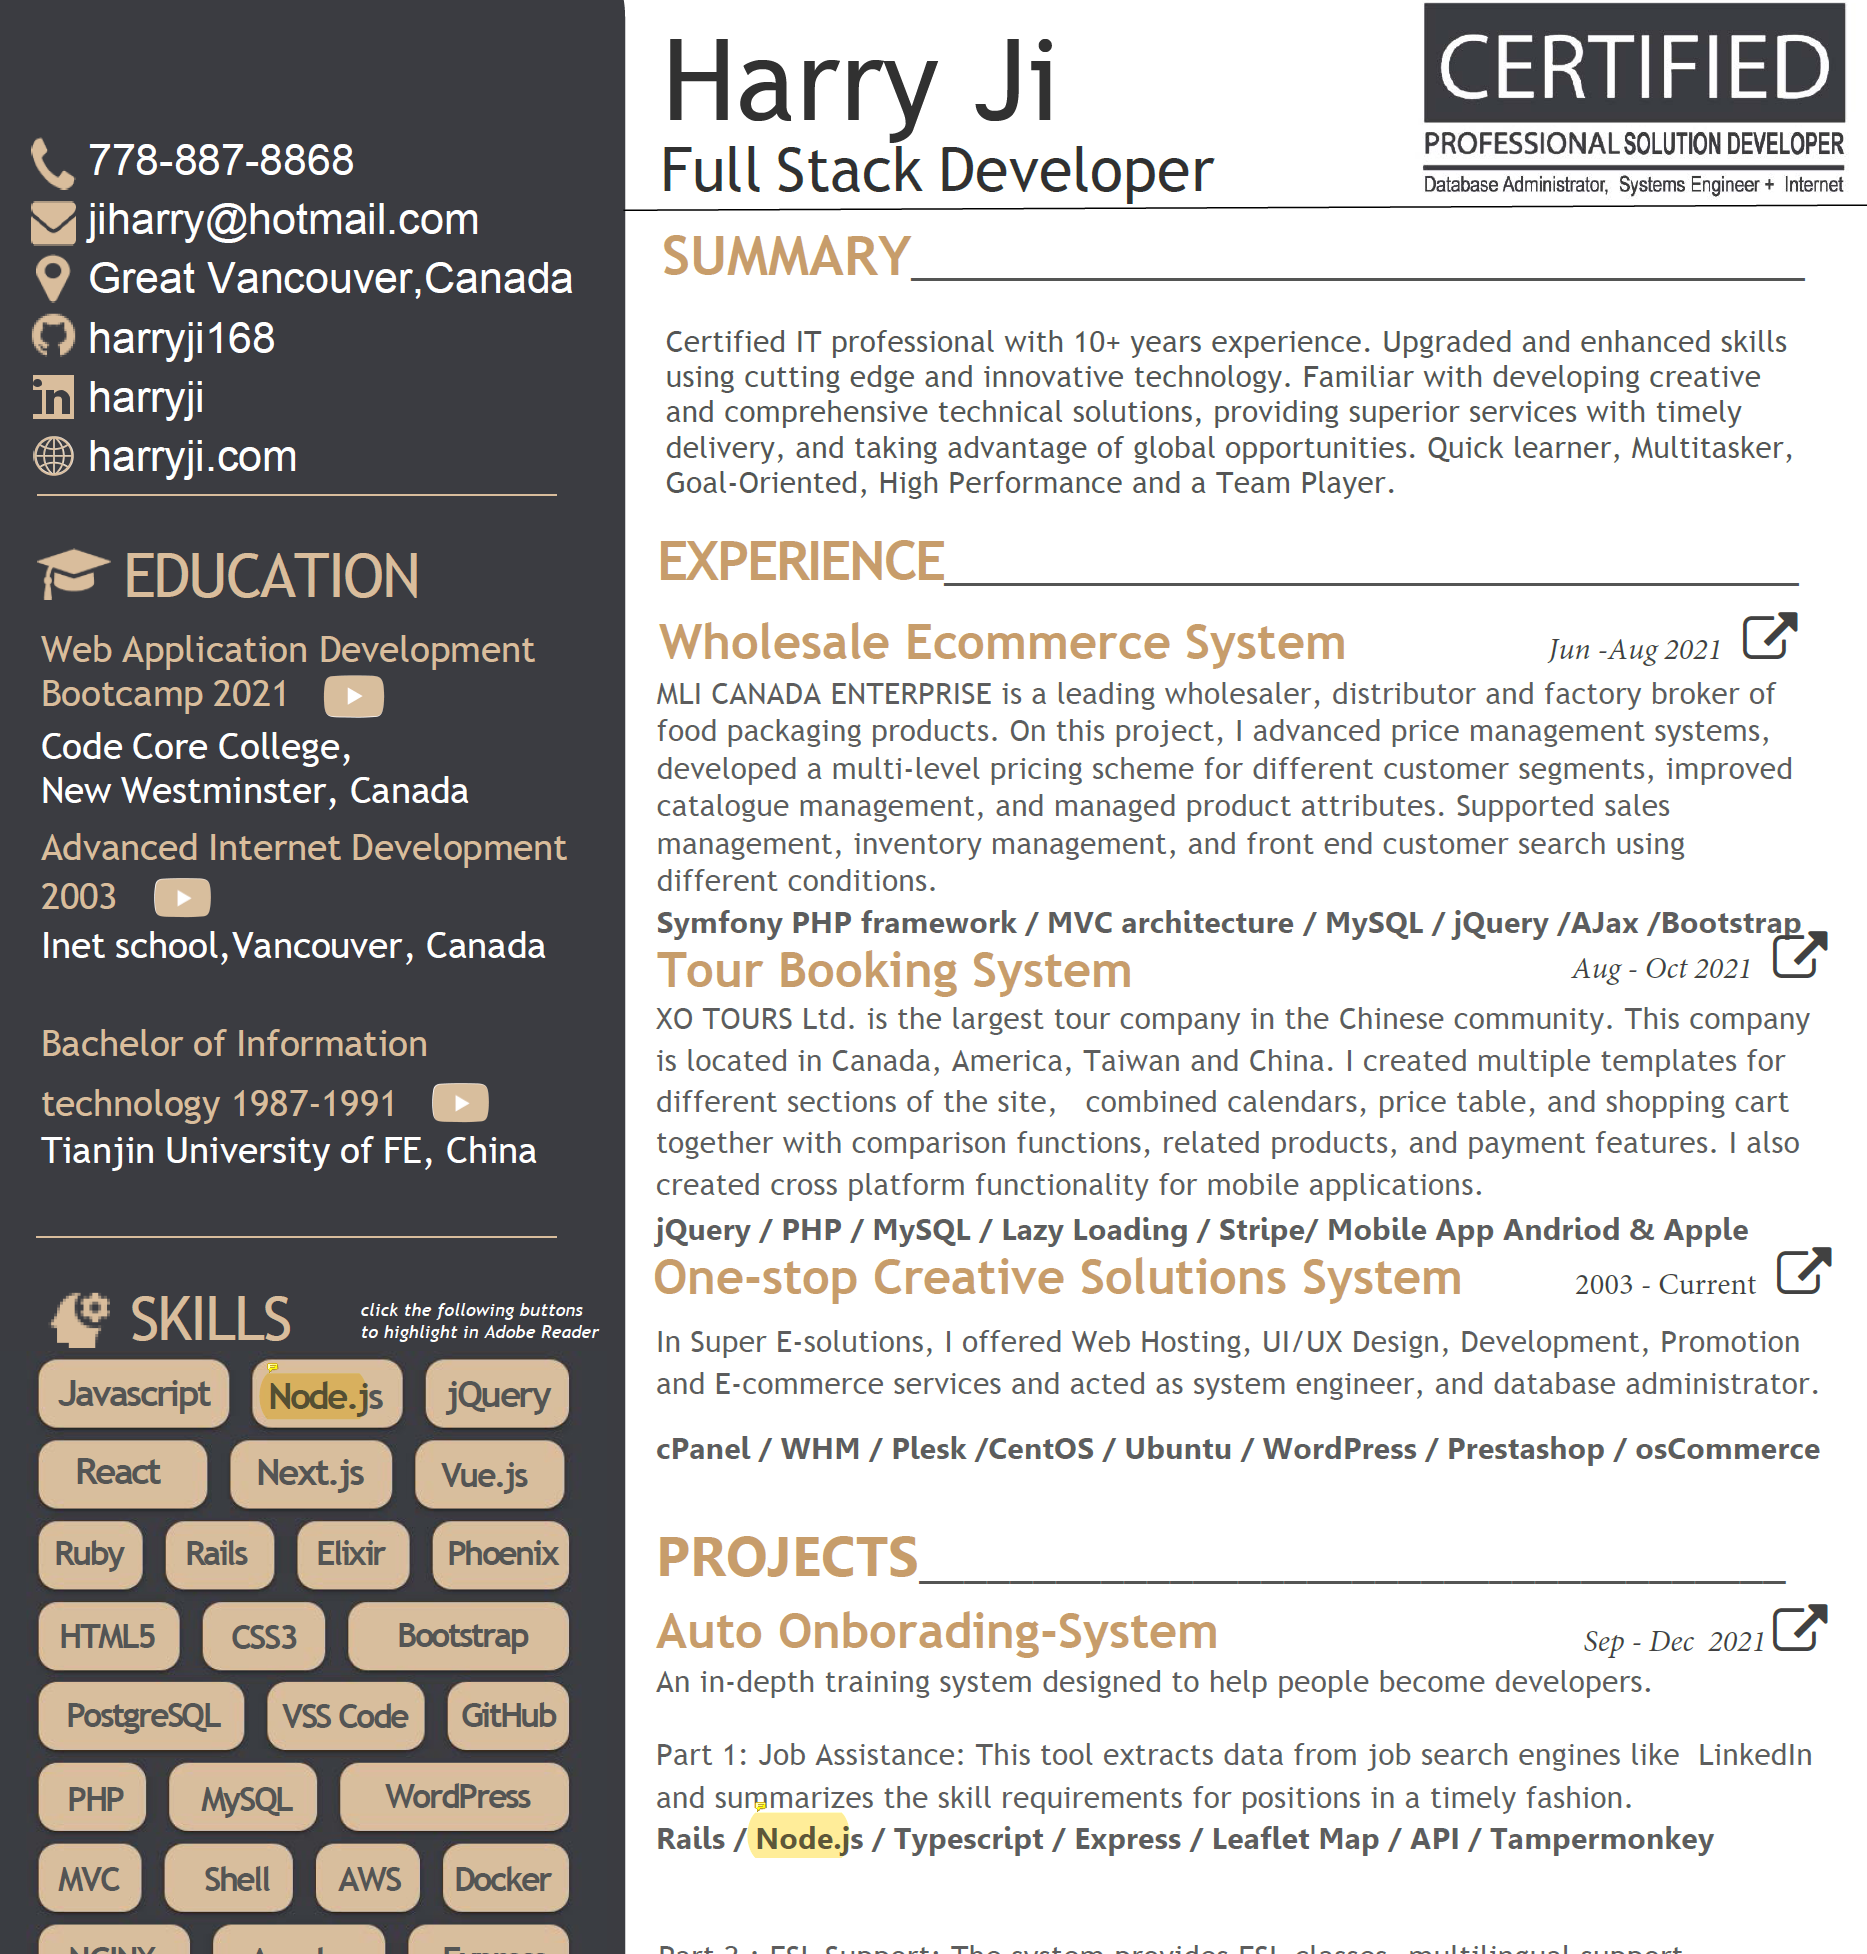 778-887-8868
jiharry@hotmail.com
Great Vancouver,Canada
harryji168
in harryji
harryji.com
EDUCATION
Web Application Development
Bootcamp 2021
Code Core College,
New Westminster, Canada
Advanced Internet Development
2003
Inet school,Vancouver, Canada
Bachelor of Information
technology 1987-1991
Tianjin University of FE, China
SKILLS
click the following buttons
to highlight in Adobe Reader
Javascript Node.js jQuery
React Next.js Vue.js
Ruby Rails Elixir Phoenix
HTML5 CSS3 Bootstrap
PostgreSQL VSS Code GitHub
PHP MySQL WordPress
MVC Shell AWS Docker
NGINX
Harry Ji
Full Stack Developer
CERTIFIED
PROFESSIONAL SOLUTION DEVELOPER
Database Administrator, Systems Engineer + Internet
SUMMARY
Certified IT professional with 10+ years experience. Upgraded and enhanced skills
using cutting edge and innovative technology. Familiar with developing creative
and comprehensive technical solutions, providing superior services with timely
delivery, and taking advantage of global opportunities. Quick learner, Multitasker,
Goal-Oriented, High Performance and a Team Player.
EXPERIENCE
Wholesale Ecommerce System Jun -Aug 2021
MLI CANADA ENTERPRISE is a leading wholesaler, distributor and factory broker of
food packaging products. On this project, I advanced price management systems,
developed a multi-level pricing scheme for different customer segments, improved
catalogue management, and managed product attributes. Supported sales
management, inventory management, and front end customer search using
different conditions.
Symfony PHP framework / MVC architecture / MySQL / jQuery /AJax /Bootstrap
Tour Booking System Aug - Oct 2021
XO TOURS Ltd. is the largest tour company in the Chinese community. This company
is located in Canada, America, Taiwan and China. I created multiple templates for
different sections of the site, combined calendars, price table, and shopping cart
together with comparison functions, related products, and payment features. I also
created cross platform functionality for mobile applications.
jQuery / PHP / MySQL / Lazy Loading / Stripe/ Mobile App Andriod & Apple
One-stop Creative Solutions System 2003 - Current
In Super E-solutions, I offered Web Hosting, UI/UX Design, Development, Promotion
and E-commerce services and acted as system engineer, and database administrator.
cPanel / WHM / Plesk /CentOS / Ubuntu / WordPress / Prestashop / osCommerce
PROJECTS
Auto Onborading-System Sep - Dec 2021
An in-depth training system designed to help people become developers.
Part 1: Job Assistance: This tool extracts data from job search engines like LinkedIn
and summarizes the skill requirements for positions in a timely fashion.
Rails / Node.js / Typescript / Express / Leaflet Map / API / Tampermonkey
Part 2 : ESL Support: The system provides ESL classes, multilingual support